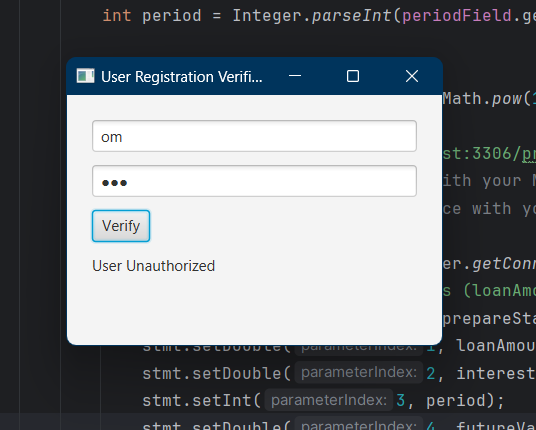 int period = Integer.parseInt(periodField.ge
User Registration Verifi...
Math.pow(1
om
st:3306/pr
ith your M
ce with yo
Verify
er.getConn
User Unauthorized
s (loanAmo
prepareSta
stmt.setDouble( parameterIndex: 1, loanAmou
stmt.setDouble( parameterIndex: 2, interest
stmt.setInt( parameterIndex: 3, period);
stmt.setDouble( parameterIndex: 4, futureVa